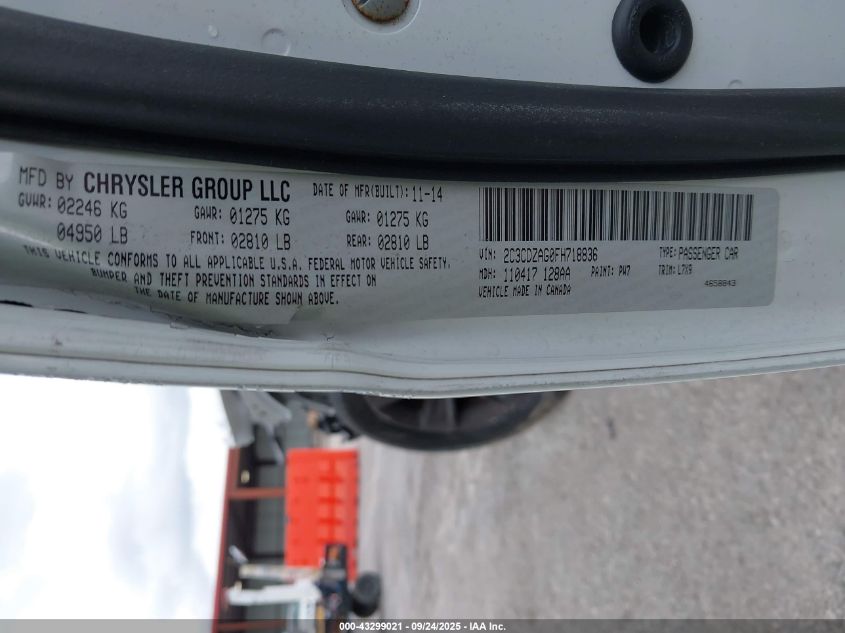 MFD BY CHRYSLER GROUP LLC DATE OF MFR(BUILT): 11-14
GVWR: 02246 KG GAWR: 01275 KG GAWR: 01275 KG
04950 LB FRONT: 02810 LB REAR: 02810 LB
THIS VEHICLE CONFORMS TO ALL APPLICABLE U.S.A. FEDERAL MOTOR VEHICLE SAFETY,
BUMPER AND THEFT PREVENTION STANDARDS IN EFFECT ON
THE DATE OF MANUFACTURE SHOWN ABOVE.
VIN: 2C3CDZAG0FH718836 TYPE: PASSENGER CAR
MDH: 110417 128AA PAINT: PW7 TRIM: L7X9
VEHICLE MADE IN CANADA 4658843
000-43299021 - 09/24/2025 - IAA Inc.